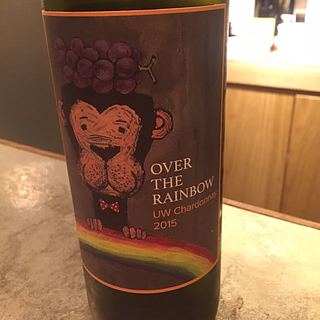 OVER
THE
RAINBOW
UW Chardonnay
2015